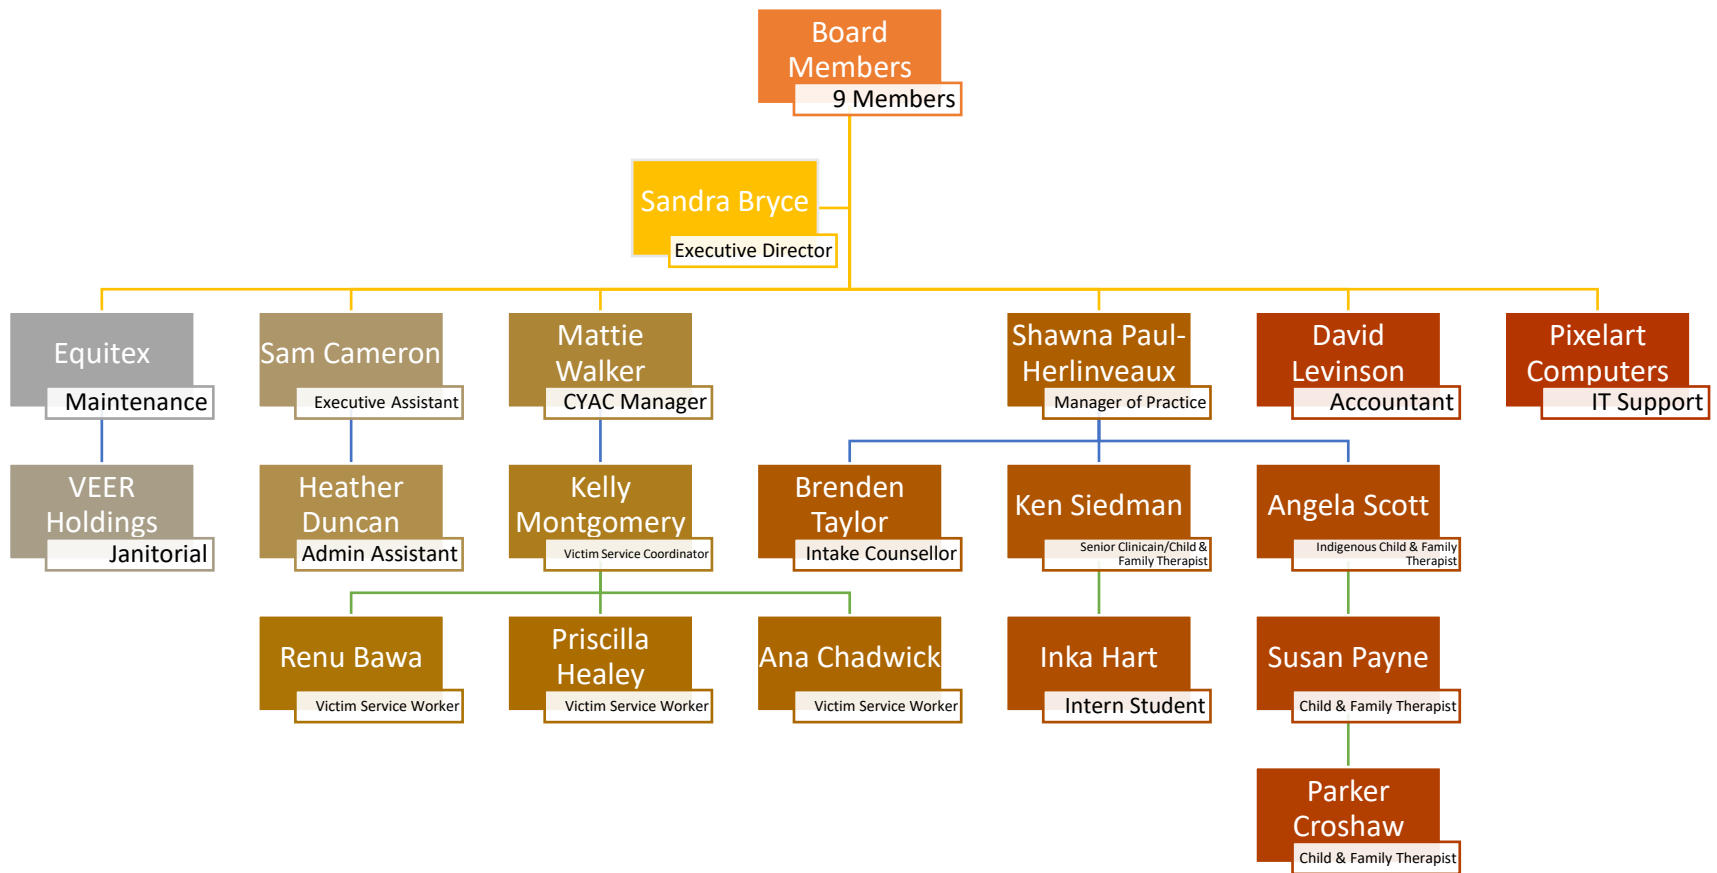 Board
Members
9 Members
Sandra Bryce
Executive Director
Equitex
Maintenance
Sam Cameron
Executive Assistant
Mattie
Walker
CYAC Manager
Shawna Paul-
Herlinveaux
Manager of Practice
David
Levinson
Accountant
Pixelart
Computers
IT Support
VEER
Holdings
Janitorial
Heather
Duncan
Admin Assistant
Kelly
Montgomery
Victim Service Coordinator
Brenden
Taylor
Intake Counsellor
Ken Siedman
Senior Clinicain/Child &
Family Therapist
Angela Scott
Indigenous Child & Family
Therapist
Renu Bawa
Victim Service Worker
Priscilla
Healey
Victim Service Worker
Ana Chadwick
Victim Service Worker
Inka Hart
Intern Student
Susan Payne
Child & Family Therapist
Parker
Croshaw
Child & Family Therapist